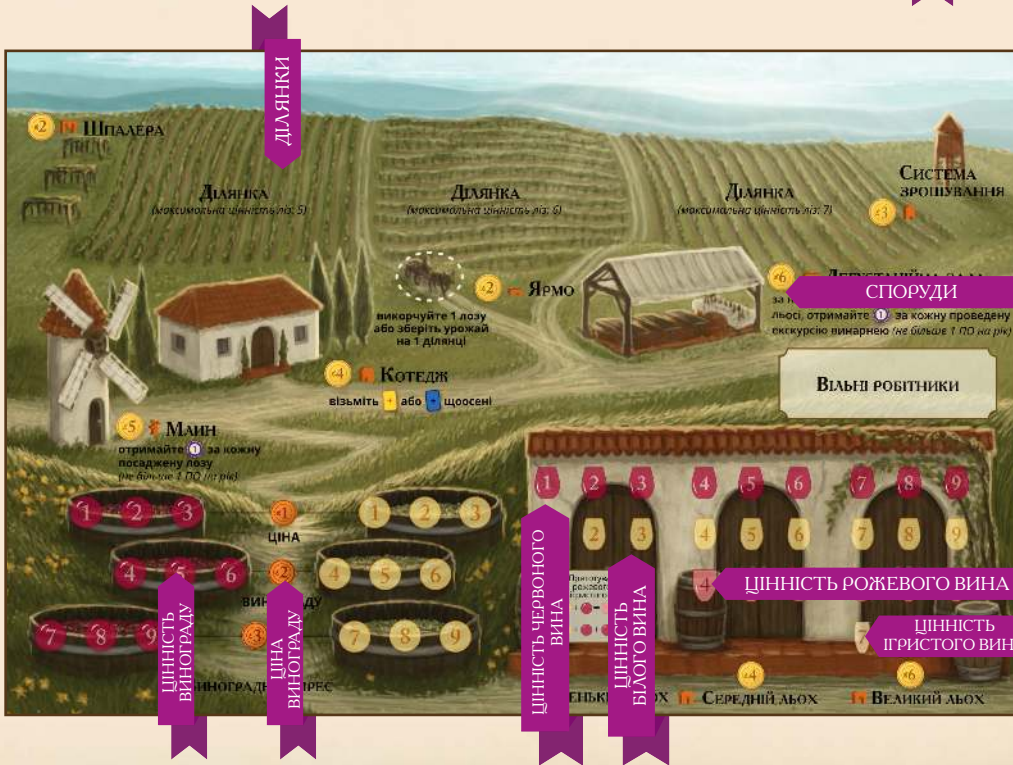 ДІЛЯНКИ
×2 ШПАЛЕРА
ДІЛЯНКА
(максимальна цінність ліз: 5)
ДІЛЯНКА
(максимальна цінність ліз: 6)
ДІЛЯНКА
(максимальна цінність ліз: 7)
СИСТЕМА
ЗРОШУВАННЯ
×3
×2 ЯРМО
викорчуйте 1 лозу
або зберіть урожай
на 1 ділянці
×6
СПОРУДИ
льосі, отримайте 1 за кожну проведену
екскурсію винарнею (не більше 1 ПО на рік)
×4 КОТЕДЖ
візьміть + або + щоосені
ВІЛЬНІ РОБІТНИКИ
×5 МЛИН
отримайте 1 за кожну
посаджену лозу
(не більше 1 ПО на рік)
1 2 3 ×1 1 2 3
ЦІНА
4 5 6 ×2 4 5 6
7 8 9 ×3 7 8 9
ЦІННІСТЬ
ВИНОГРАДУ
ЦІНА
ВИНОГРАДУ
1 2 3 4 5 6 7 8 9
2 3 4 5 6 7 8 9
4
7
ЦІННІСТЬ ЧЕРВОНОГО
ВИНА
ЦІННІСТЬ
БІЛОГО ВИНА
ЦІННІСТЬ РОЖЕВОГО ВИНА
ЦІННІСТЬ
ІГРИСТОГО
×4
СЕРЕДНІЙ ЛЬОХ
×6
ВЕЛИКИЙ ЛЬОХ